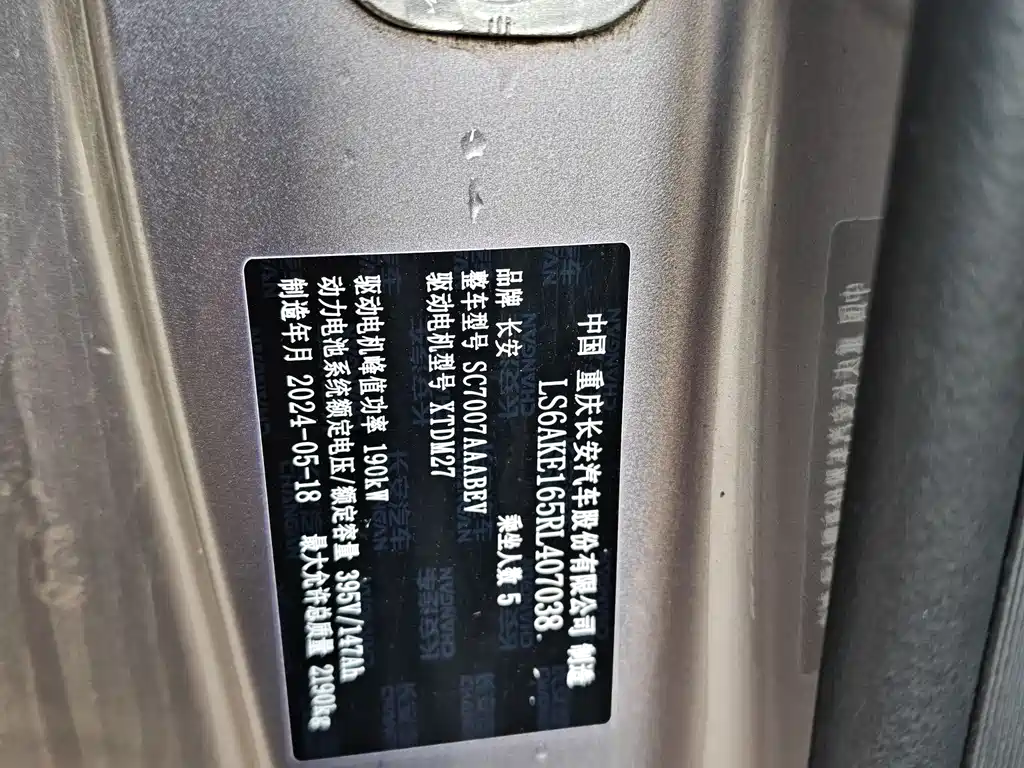 中国 重庆长安汽车股份有限公司 制造
LS6AKE165RL407038
品牌 长安 乘坐人数 5
整车型号 SC7007AAABEV
驱动电机型号 XTDM27
驱动电机峰值功率 190kW
动力电池系统额定电压/额定容量 395V/147Ah
制造年月 2024-05-18 最大允许总质量 2190kg